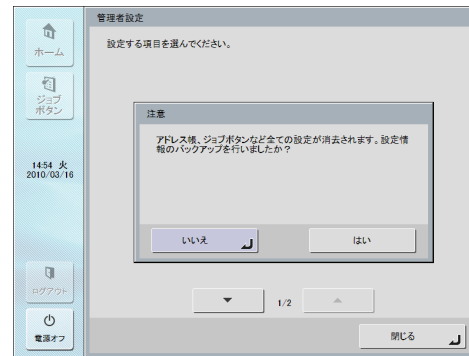 管理者設定
設定する項目を選んでください。
ホーム
ジョブ
ボタン
14:54 火
2010/03/16
ログアウト
電源オフ
注意
アドレス帳、ジョブボタンなど全ての設定が消去されます。設定情
報のバックアップを行いましたか？
いいえ
はい
1/2
閉じる